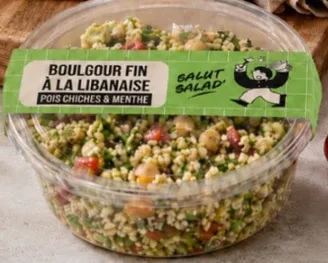 BOULGOUR FIN
À LA LIBANAISE
POIS CHICHES & MENTHE
SALUT
SALAD'